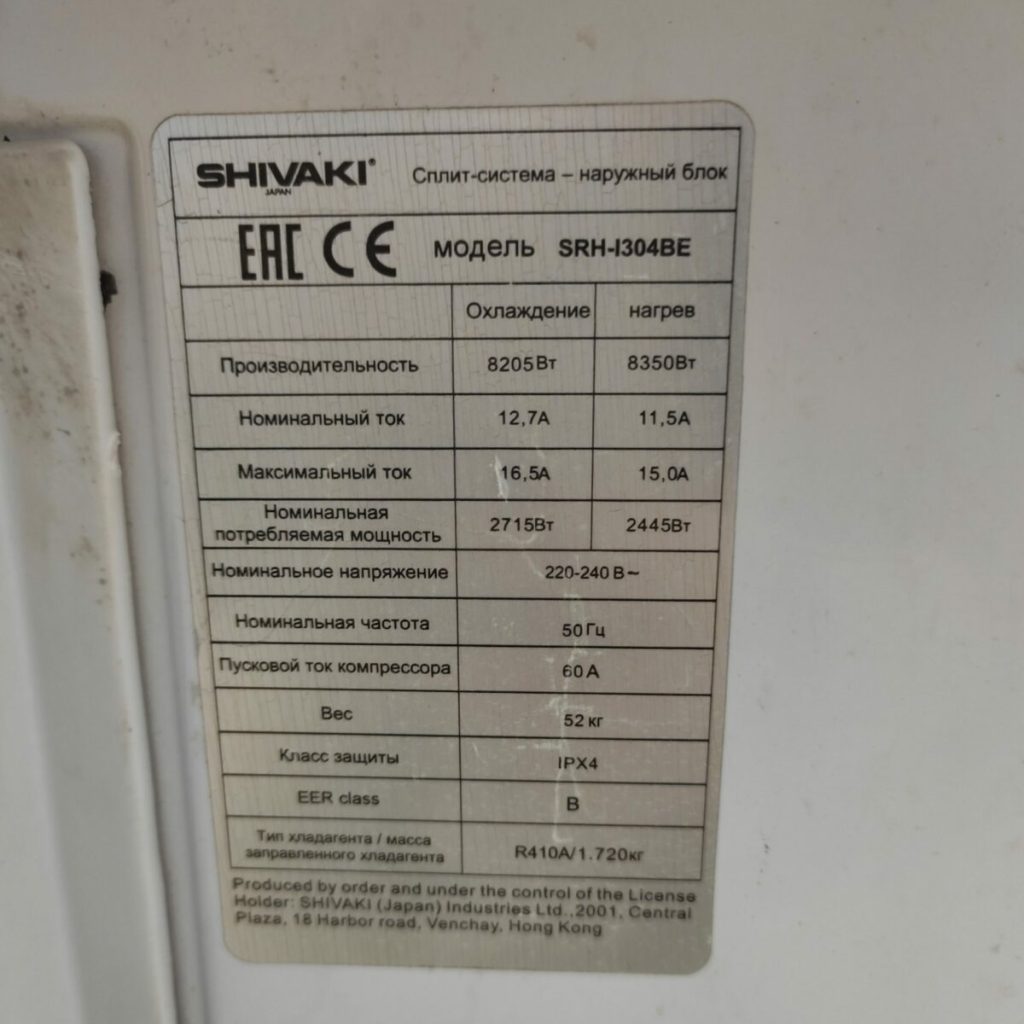 SHIVAKI® Сплит-система – наружный блок
JAPAN
EAC CE модель SRH-I304BE
Охлаждение нагрев
Производительность 8205Вт 8350Вт
Номинальный ток 12,7А 11,5А
Максимальный ток 16,5А 15,0А
Номинальная
потребляемая мощность 2715Вт 2445Вт
Номинальное напряжение 220-240 В~
Номинальная частота 50 Гц
Пусковой ток компрессора 60 А
Вес 52 кг
Класс защиты IPX4
EER class B
Тип хладагента / масса
заправленного хладагента R410A/1.720кг
Produced by order and under the control of the License
Holder: SHIVAKI (Japan) Industries Ltd.,2001, Central
Plaza, 18 Harbor road, Venchay, Hong Kong